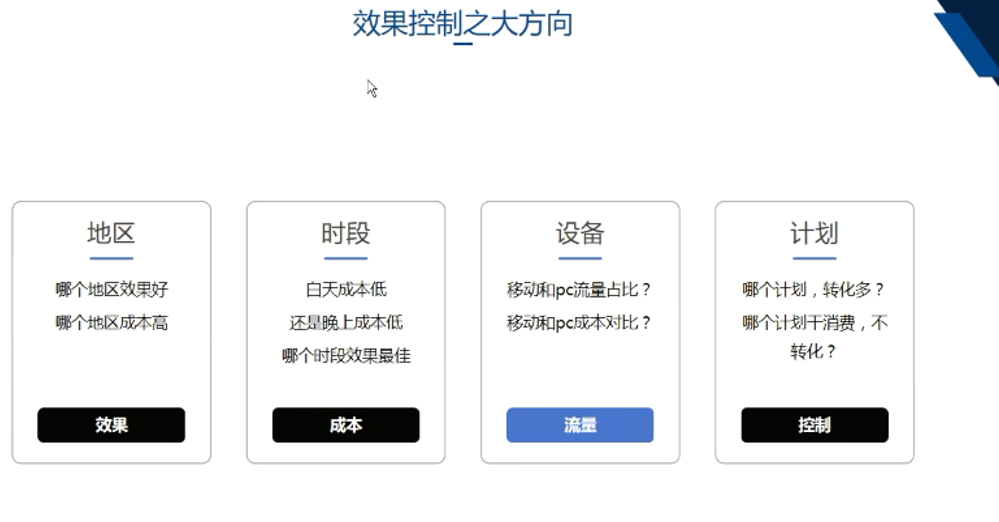 效果控制之大方向
地区
哪个地区效果好
哪个地区成本高
效果
时段
白天成本低
还是晚上成本低
哪个时段效果最佳
成本
设备
移动和pc流量占比？
移动和pc成本对比？
流量
计划
哪个计划，转化多？
哪个计划干消费，不
转化？
控制